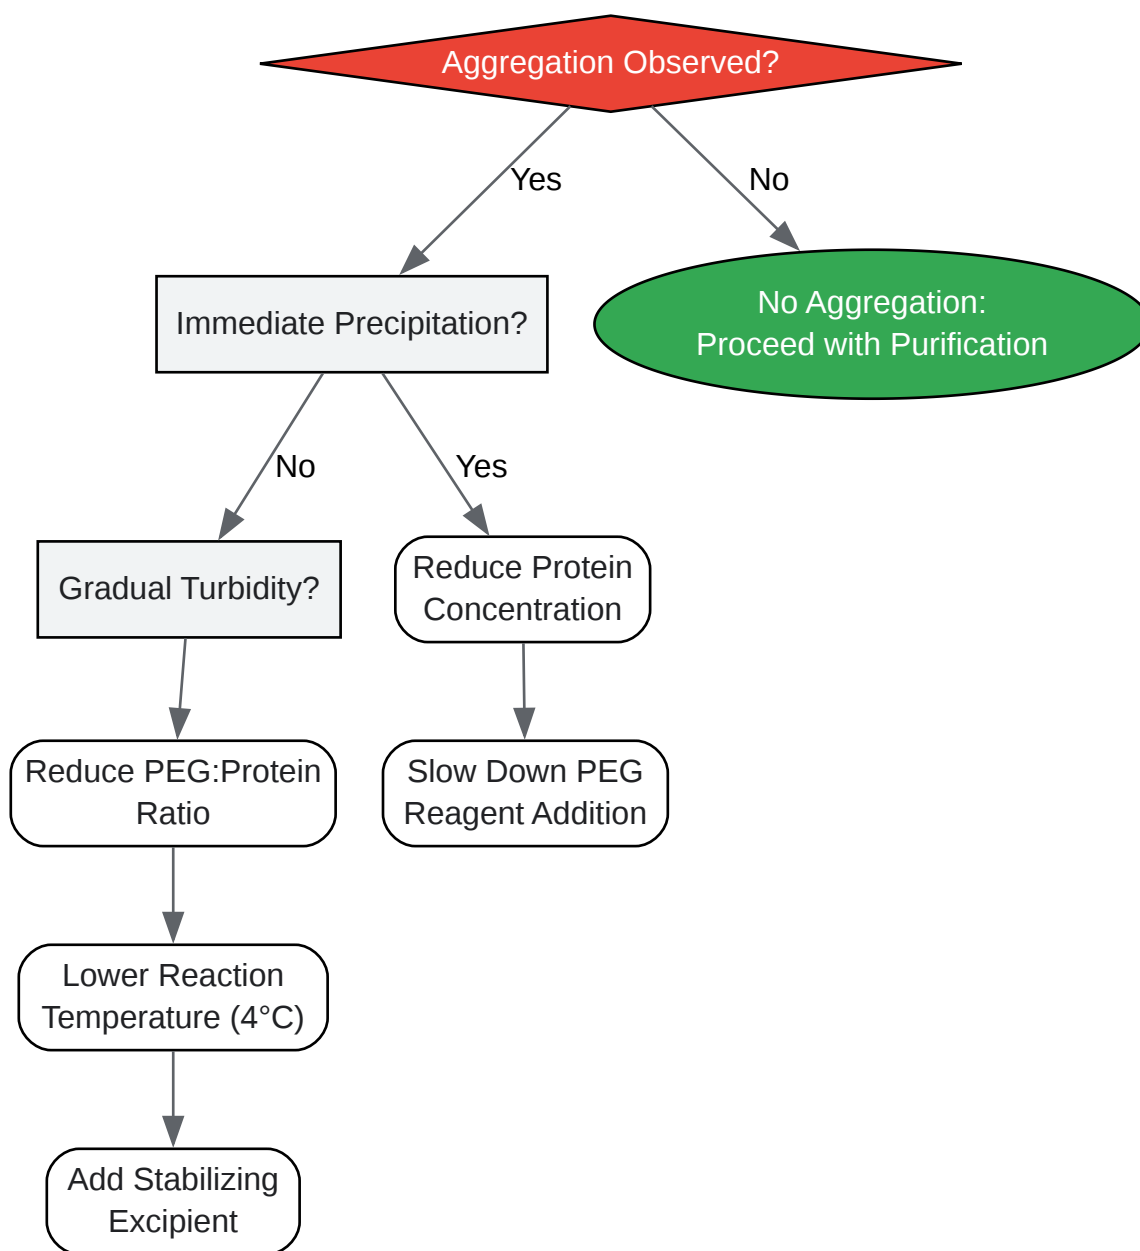 Aggregation Observed?
Yes
No
Immediate Precipitation?
No Aggregation:
Proceed with Purification
No
Yes
Gradual Turbidity?
Reduce Protein
Concentration
Reduce PEG:Protein
Ratio
Slow Down PEG
Reagent Addition
Lower Reaction
Temperature (4°C)
Add Stabilizing
Excipient